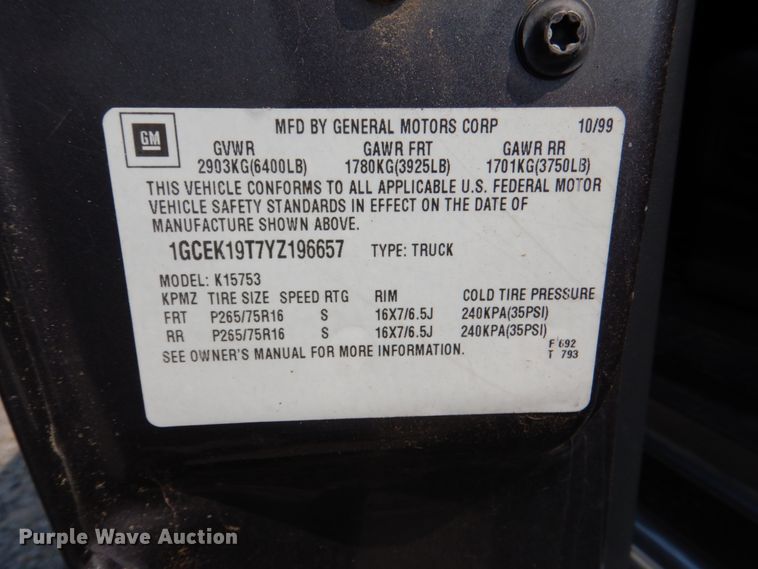 GM MFD BY GENERAL MOTORS CORP 10/99
GVWR GAWR FRT GAWR RR
2903KG(6400LB) 1780KG(3925LB) 1701KG(3750LB)
THIS VEHICLE CONFORMS TO ALL APPLICABLE U.S. FEDERAL MOTOR
VEHICLE SAFETY STANDARDS IN EFFECT ON THE DATE OF
MANUFACTURE SHOWN ABOVE.
1GCEK19T7YZ196657 TYPE: TRUCK
MODEL: K15753
KPMZ TIRE SIZE SPEED RTG RIM COLD TIRE PRESSURE
FRT P265/75R16 S 16X7/6.5J 240KPA(35PSI)
RR P265/75R16 S 16X7/6.5J 240KPA(35PSI)
SEE OWNER'S MANUAL FOR MORE INFORMATION.
F 692
T 793
Purple Wave Auction